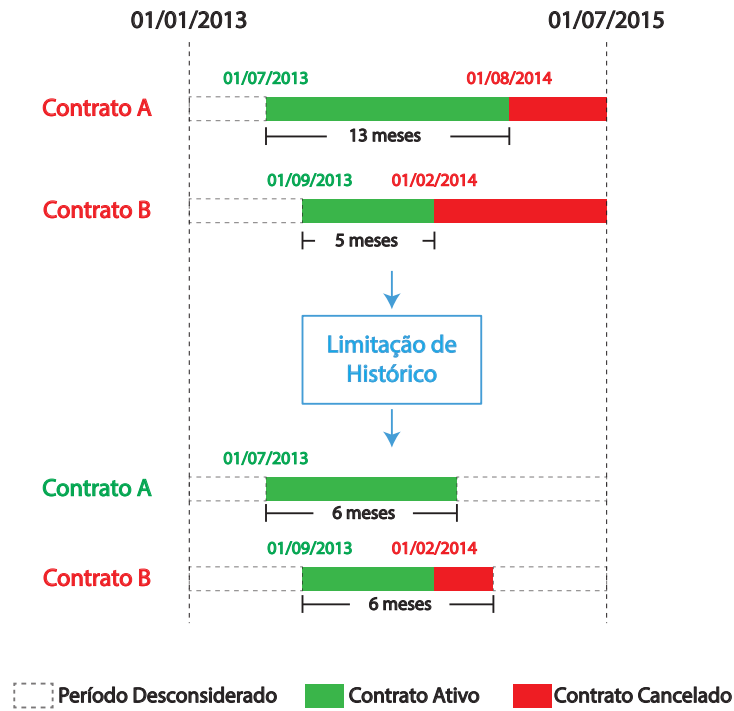 01/01/2013 01/07/2015
01/07/2013 01/08/2014
Contrato A
13 meses
01/09/2013 01/02/2014
Contrato B
5 meses
Limitação de
Histórico
01/07/2013
Contrato A
6 meses
01/09/2013 01/02/2014
Contrato B
6 meses
Período Desconsiderado Contrato Ativo Contrato Cancelado